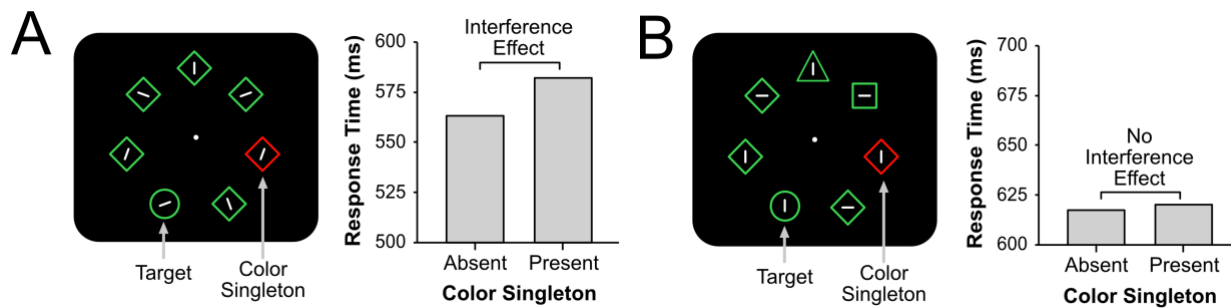 A
Target
Color
Singleton
Response Time (ms)
600
575
550
525
500
Interference
Effect
Absent
Present
Color Singleton
B
Target
Color
Singleton
Response Time (ms)
700
675
650
625
600
No
Interference
Effect
Absent
Present
Color Singleton